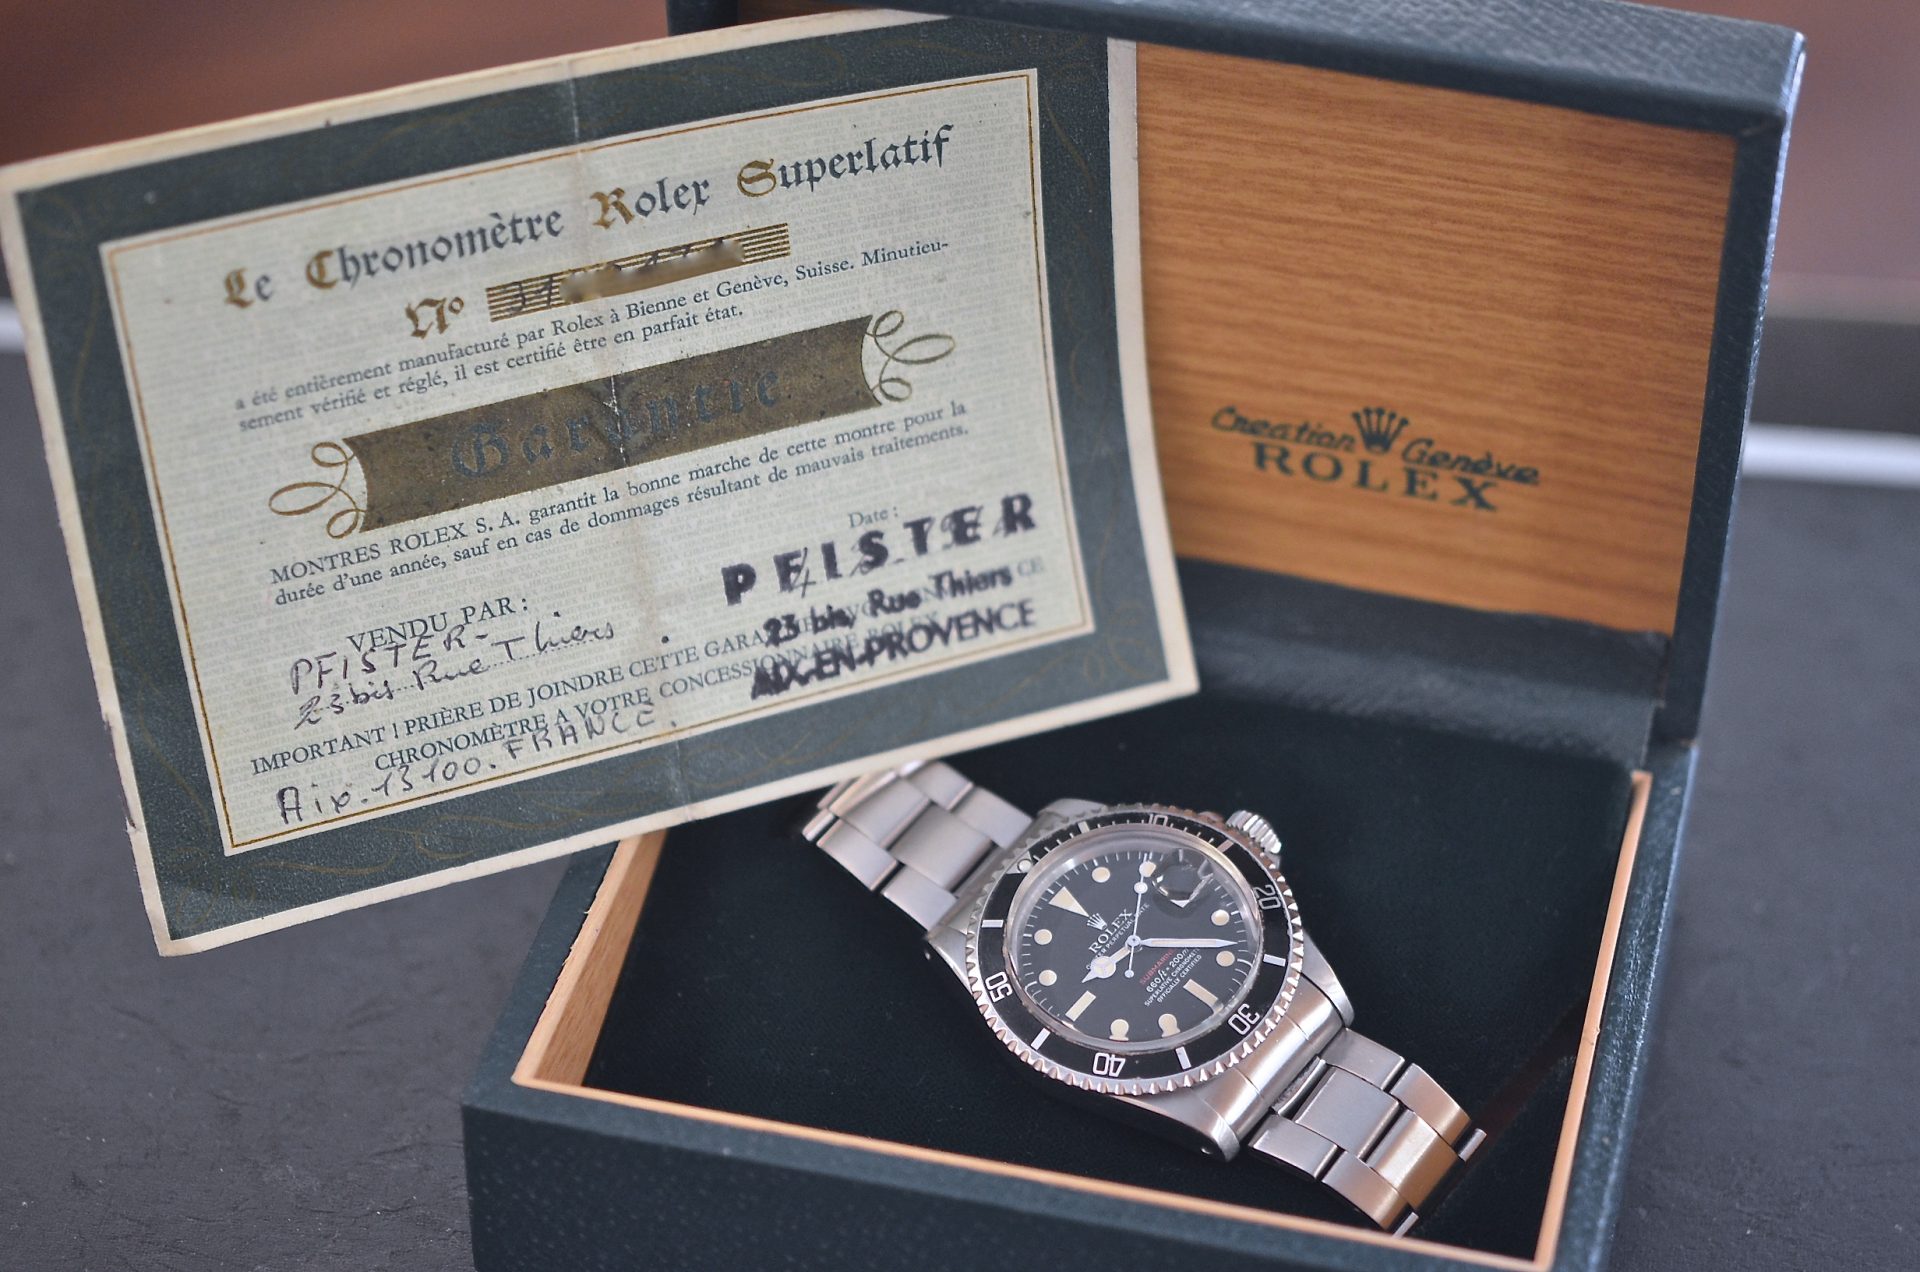 Le Chronomètre Rolex Superlatif
Nº 31
a été entièrement manufacturé par Rolex à Bienne et Genève, Suisse. Minutieu-
sement vérifié et réglé, il est certifié être en parfait état.
Garantie
MONTRES ROLEX S. A. garantit la bonne marche de cette montre pour la
durée d'une année, sauf en cas de dommages résultant de mauvais traitements.
Date :
PFISTER
23 bis, Rue Thiers
AIX-EN-PROVENCE
VENDU PAR :
PFISTER-
23 bis Rue Thiers
IMPORTANT ! PRIÈRE DE JOINDRE CETTE GARANTIE CE
CHRONOMÈTRE A VOTRE CONCESSIONNAIRE ROLEX
Aix.13100.FRANCE.
Creation Genève
ROLEX
10
20
30
40
50
ROLEX
OYSTER PERPETUAL DATE
SUBMARINER
660ft = 200m
SUPERLATIVE CHRONOMETER
OFFICIALLY CERTIFIED